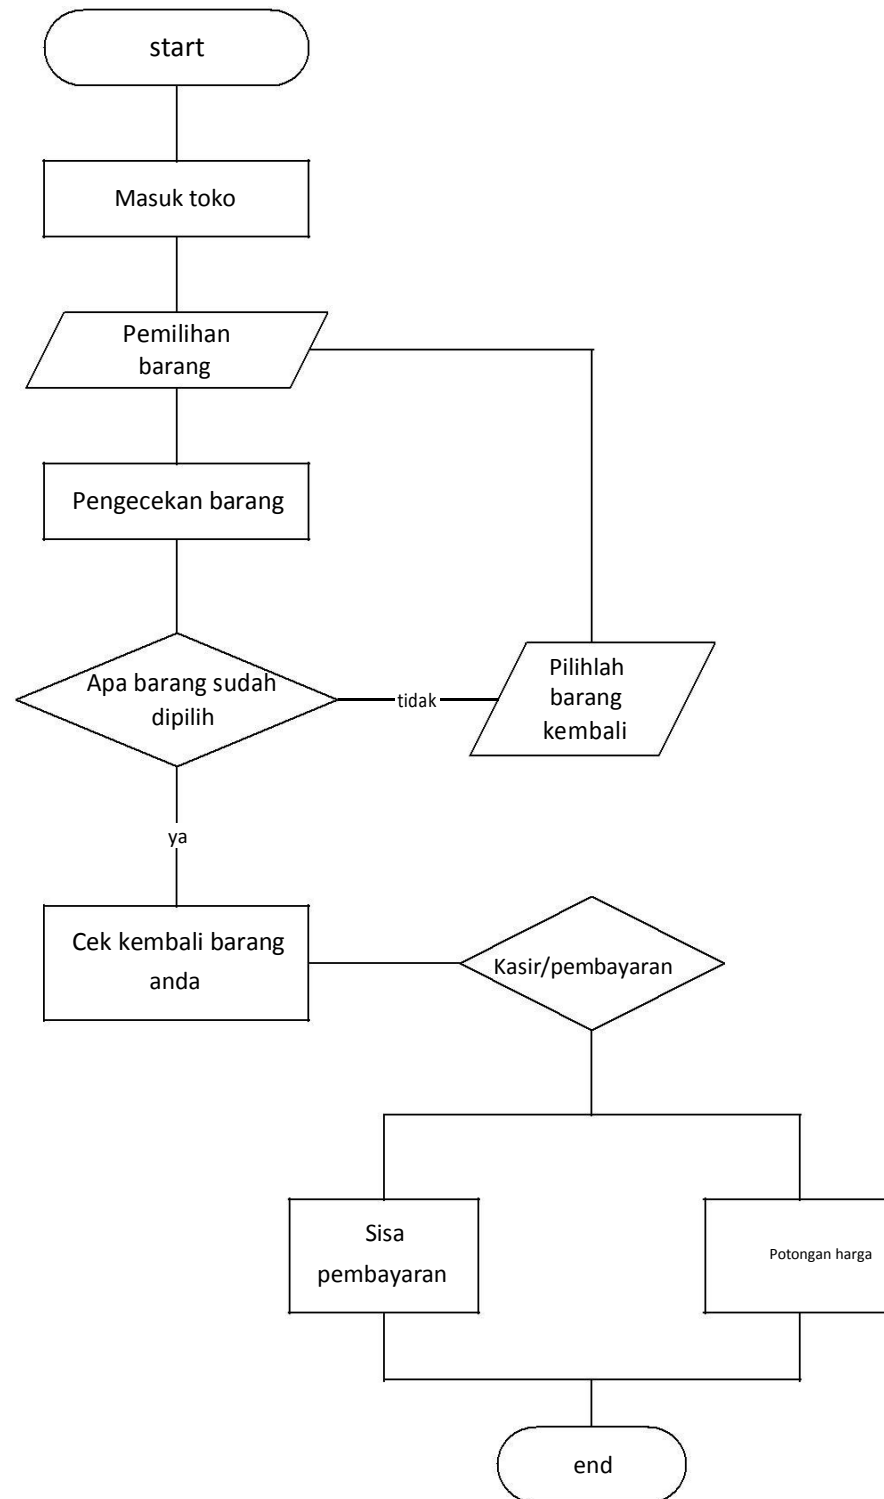 start
Masuk toko
Pemilihan
barang
Pengecekan barang
Apa barang sudah
dipilih
tidak
Pilihlah
barang
kembali
ya
Cek kembali barang
anda
Kasir/pembayaran
Sisa
pembayaran
Potongan harga
end